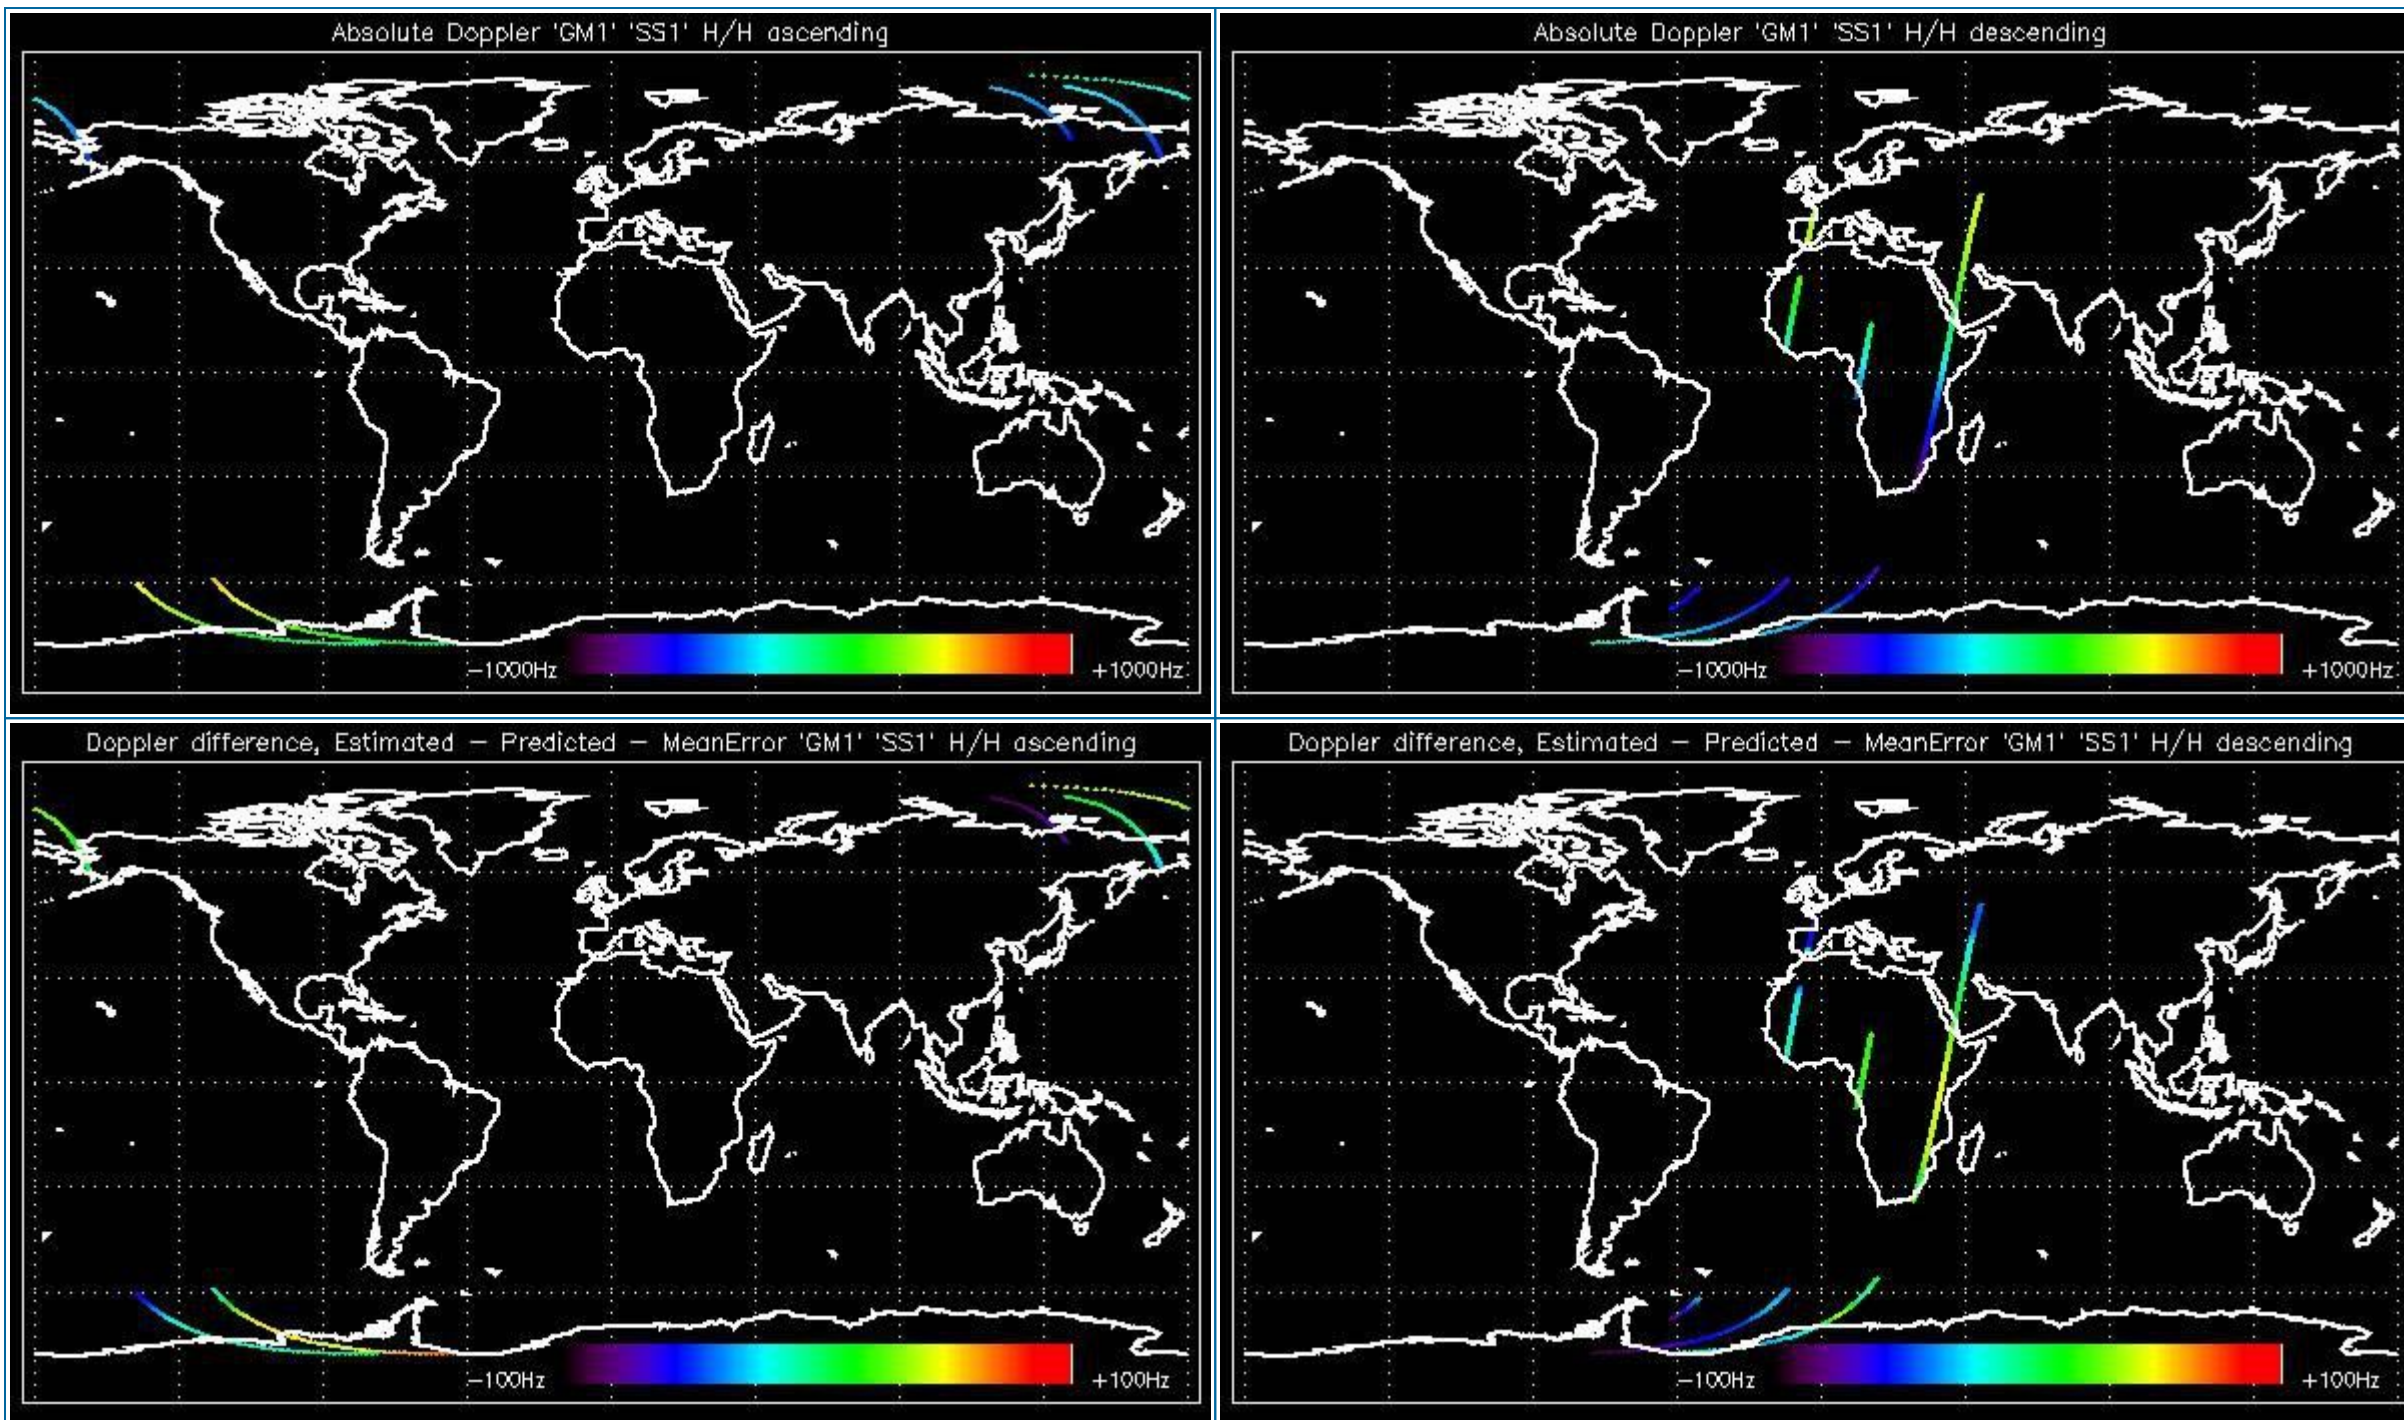 Absolute Doppler 'GM1' 'SS1' H/H ascending
-1000Hz
+1000Hz
Absolute Doppler 'GM1' 'SS1' H/H descending
-1000Hz
+1000Hz
Doppler difference, Estimated - Predicted - MeanError 'GM1' 'SS1' H/H ascending
-100Hz
+100Hz
Doppler difference, Estimated - Predicted - MeanError 'GM1' 'SS1' H/H descending
-100Hz
+100Hz